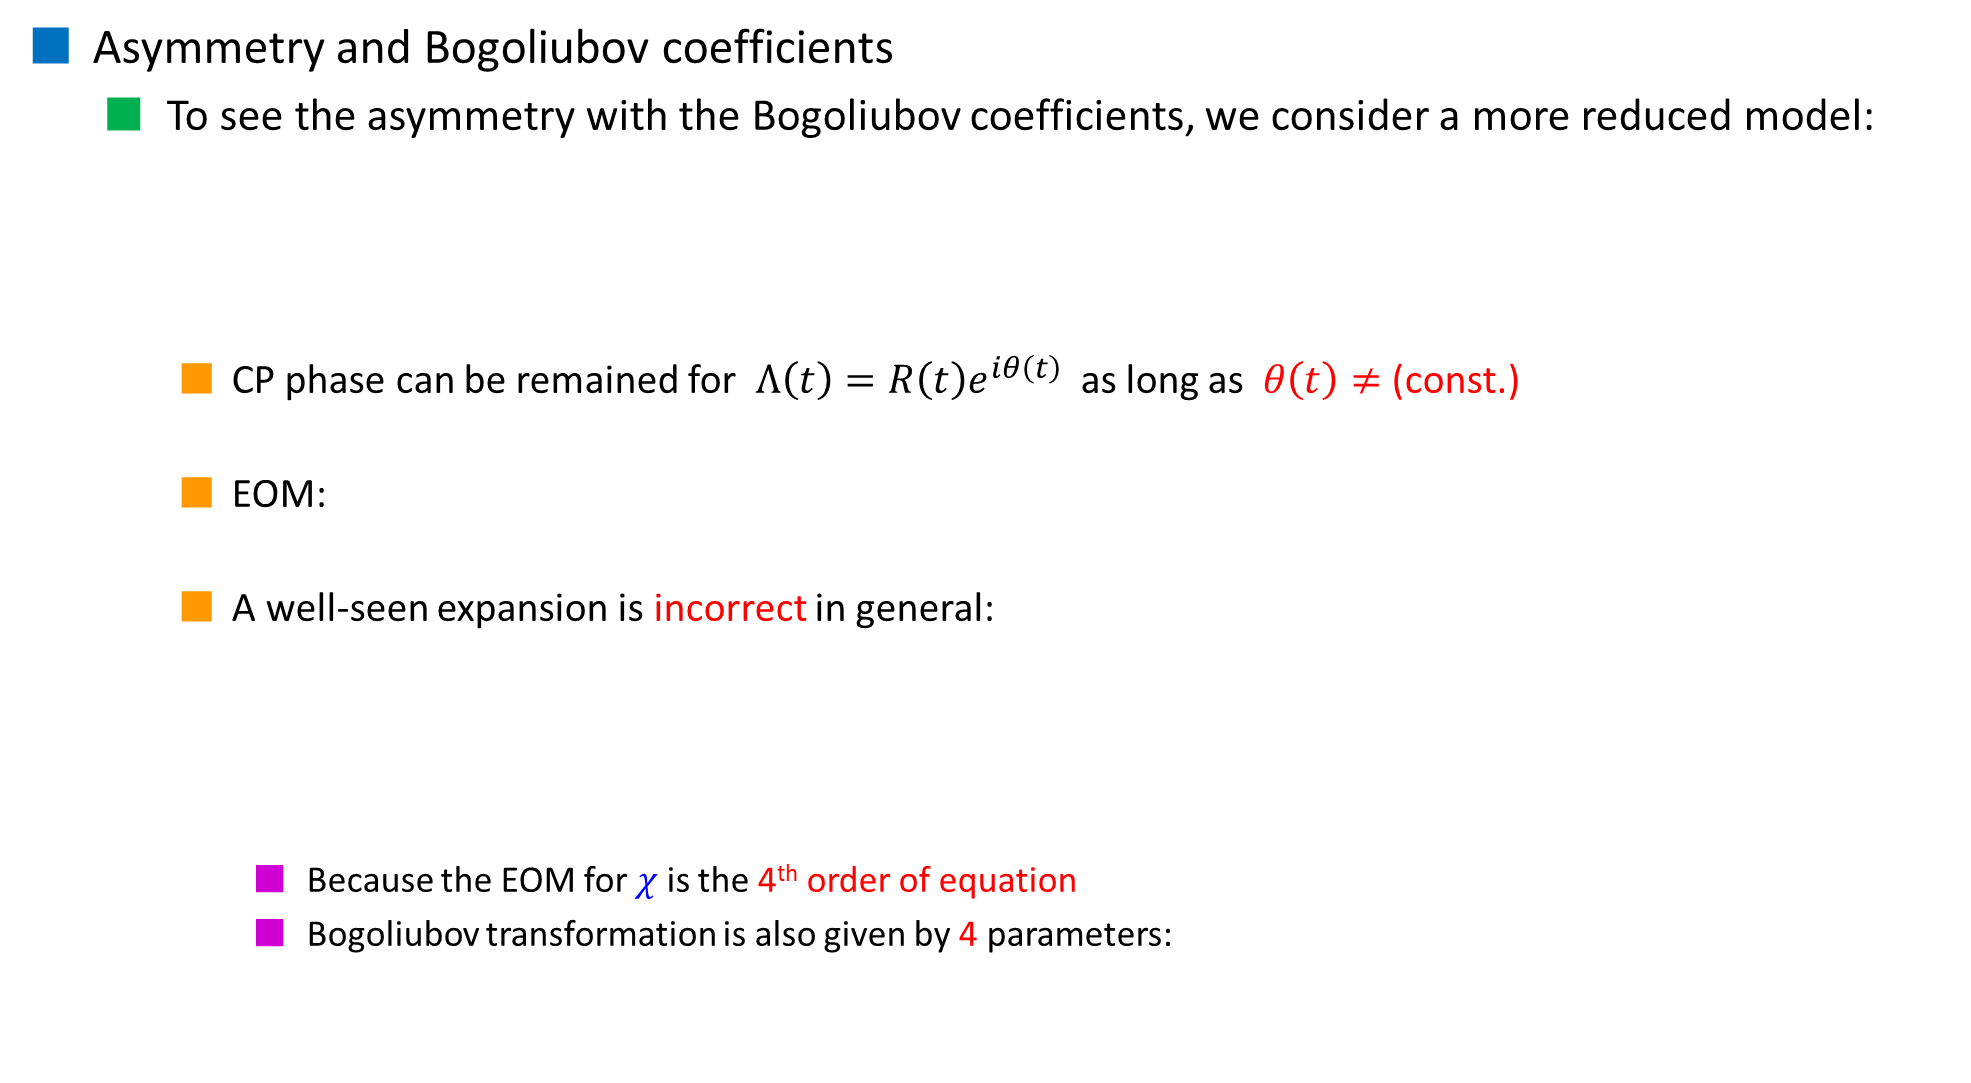 Asymmetry and Bogoliubov coefficients
To see the asymmetry with the Bogoliubov coefficients, we consider a more reduced model:
CP phase can be remained for Λ(t) = R(t)e^{iθ(t)} as long as θ(t) ≠ (const.)
EOM:
A well-seen expansion is incorrect in general:
Because the EOM for χ is the 4th order of equation
Bogoliubov transformation is also given by 4 parameters: